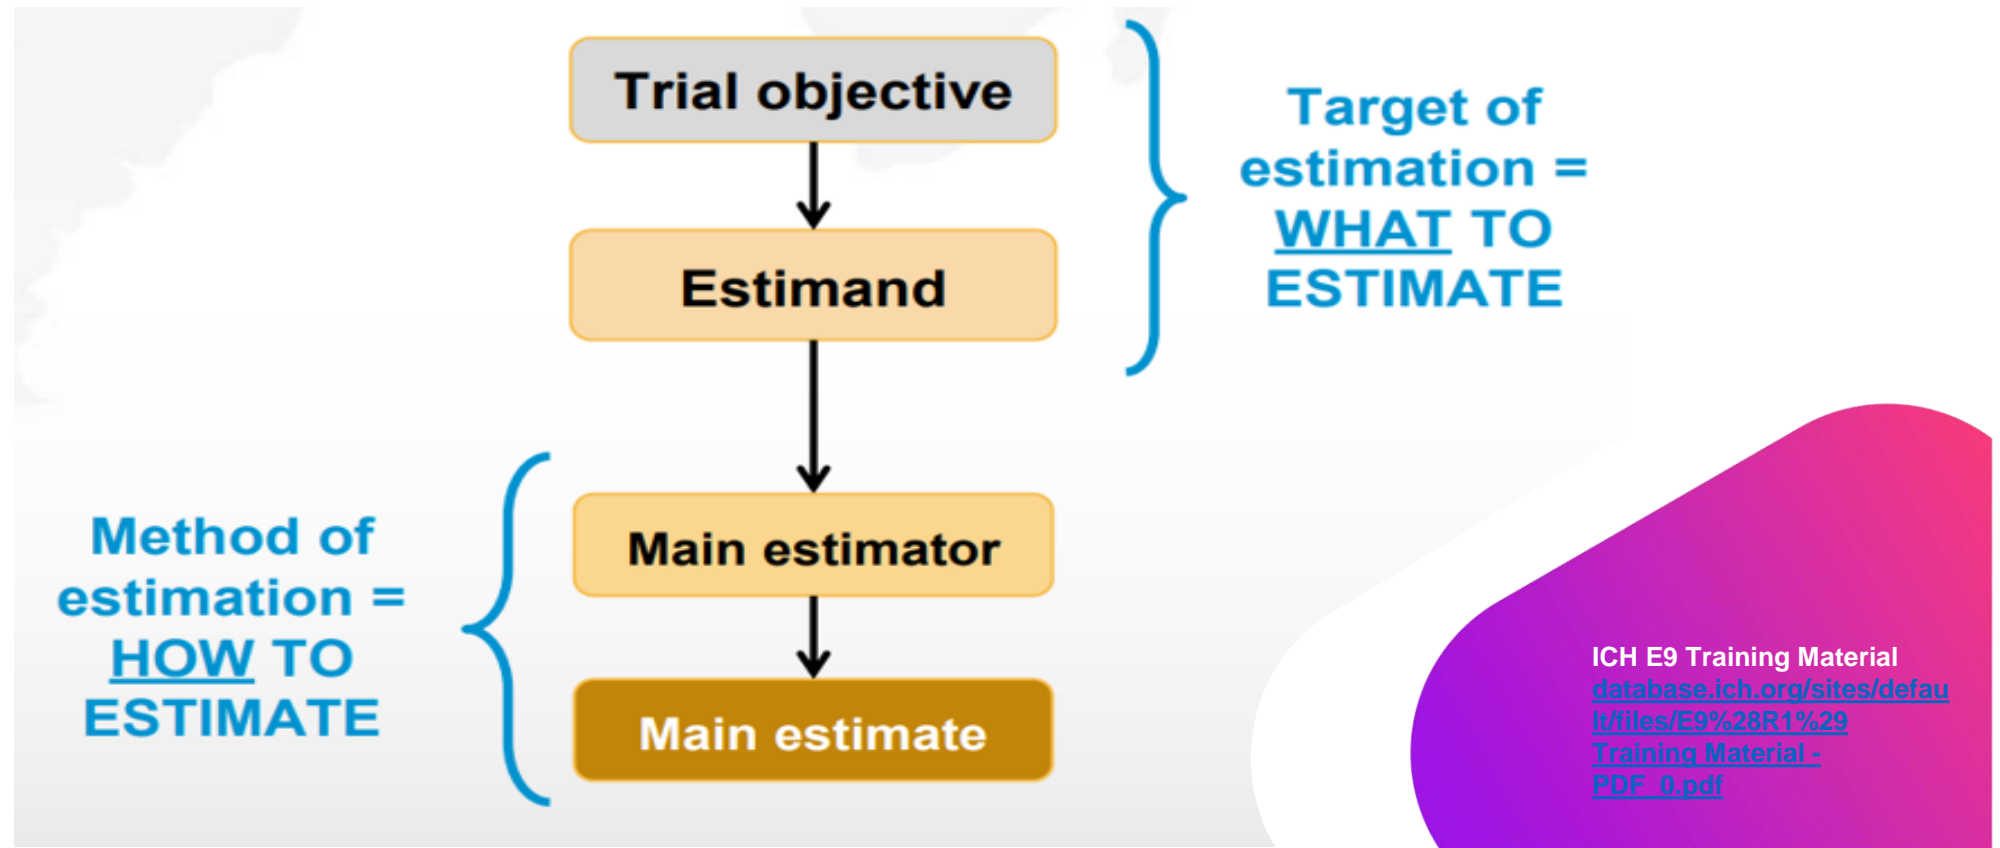 Trial objective
Target of
estimation =
WHAT TO
ESTIMATE
Estimand
Main estimator
Method of
estimation =
HOW TO
ESTIMATE
Main estimate
ICH E9 Training Material
database.ich.org/sites/defau
lt/files/E9%28R1%29
Training Material -
PDF_0.pdf